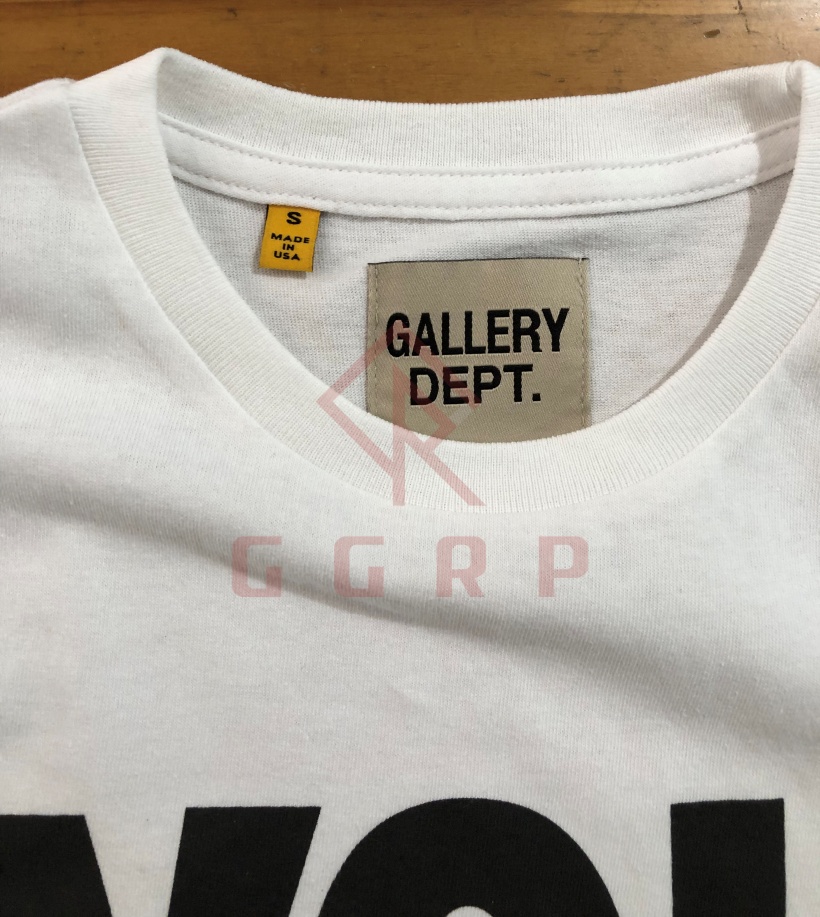 S
MADE
IN
USA
GALLERY
DEPT.
GGRP